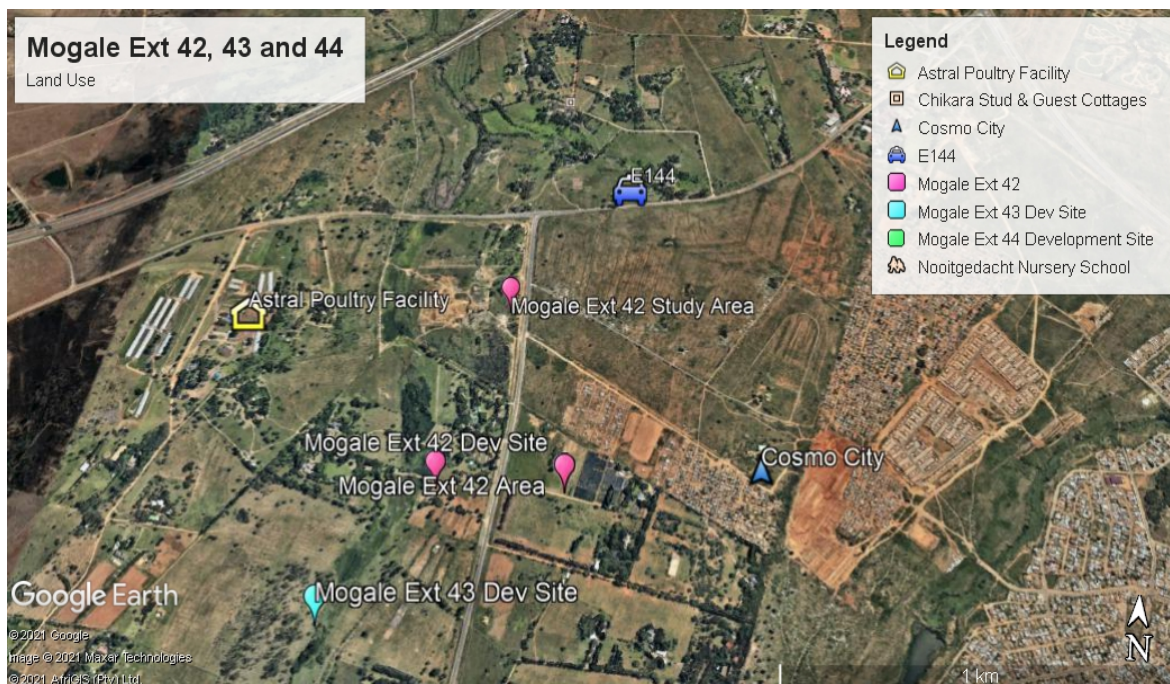 Mogale Ext 42, 43 and 44
Land Use
Legend
Astral Poultry Facility
Chikara Stud & Guest Cottages
Cosmo City
E144
Mogale Ext 42
Mogale Ext 43 Dev Site
Mogale Ext 44 Development Site
Nooitgedacht Nursery School
E144
Astral Poultry Facility
Mogale Ext 42 Study Area
Mogale Ext 42 Dev Site
Cosmo City
Mogale Ext 42 Area
Mogale Ext 43 Dev Site
Google Earth
© 2021 Google
Image © 2021 Maxar Technologies
© 2021 AfriGIS (Pty) Ltd.
N
1 km